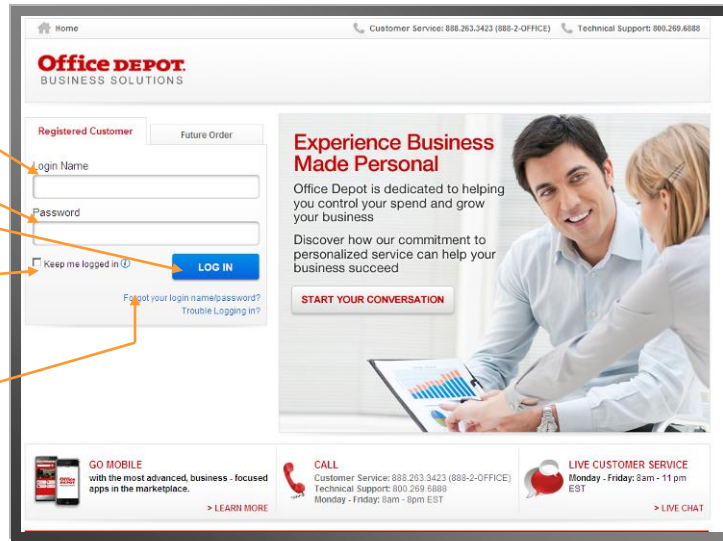 Home
Customer Service: 888.263.3423 (888-2-OFFICE)
Technical Support: 800.269.6888
Office DEPOT.
BUSINESS SOLUTIONS
Registered Customer
Future Order
Login Name
Password
Keep me logged in
LOG IN
Forgot your login name/password?
Trouble Logging in?
Experience Business
Made Personal
Office Depot is dedicated to helping
you control your spend and grow
your business
Discover how our commitment to
personalized service can help your
business succeed
START YOUR CONVERSATION
GO MOBILE
with the most advanced, business - focused
apps in the marketplace.
> LEARN MORE
CALL
Customer Service: 888.263.3423 (888-2-OFFICE)
Technical Support: 800.269.6888
Monday - Friday: 8am - 8pm EST
LIVE CUSTOMER SERVICE
Monday - Friday: 8am - 11 pm
EST
> LIVE CHAT